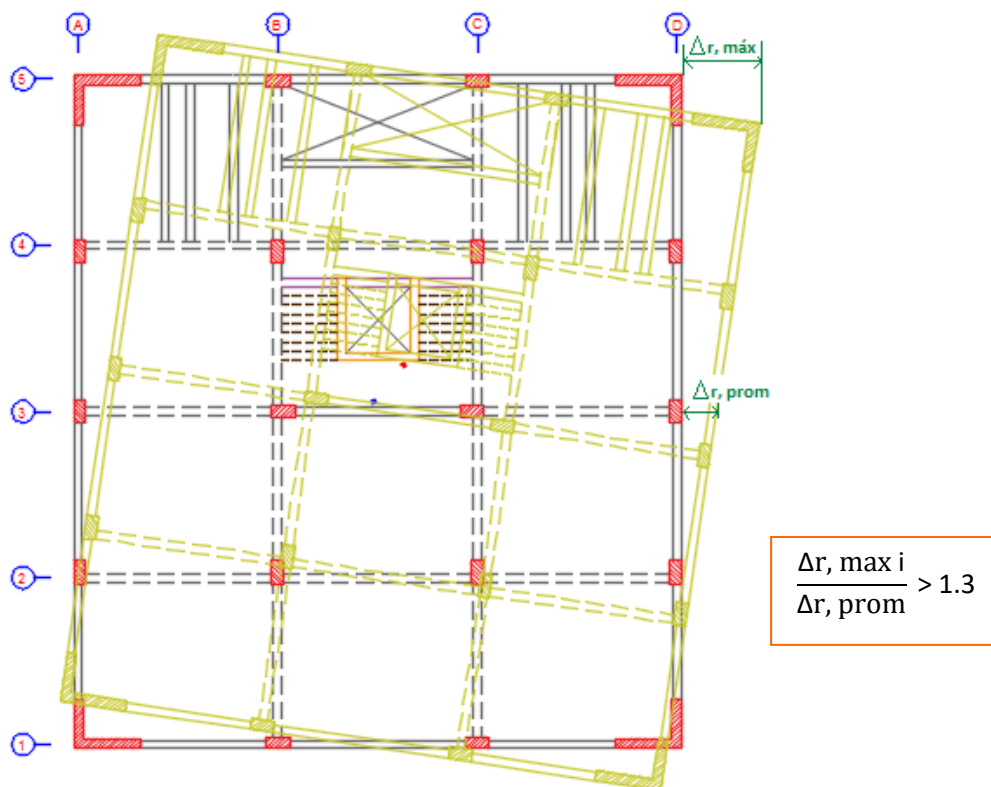 A B C D
Δr, máx
5
4
3
Δr, prom
2
1
Δr, max i
Δr, prom
> 1.3